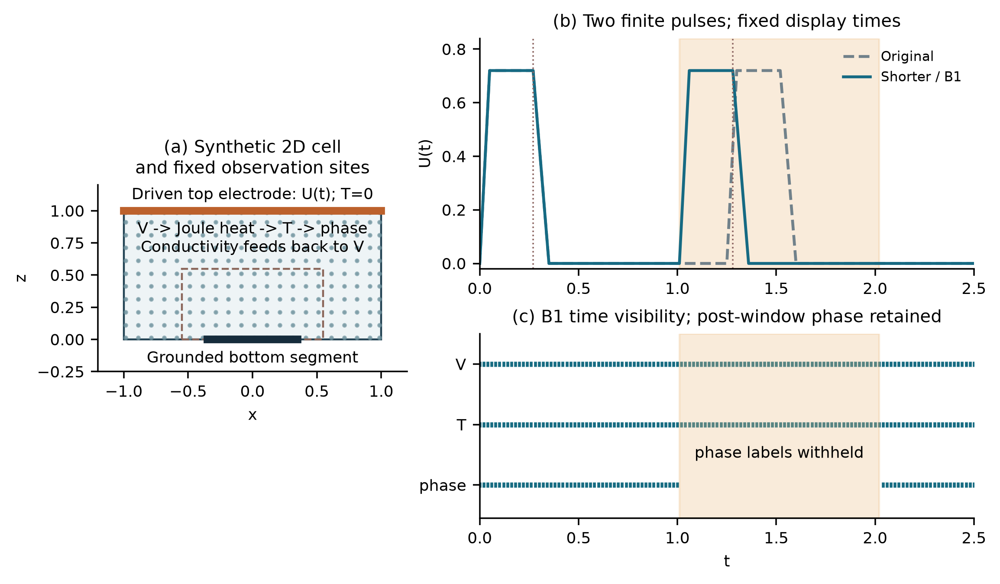 (a) Synthetic 2D cell
and fixed observation sites
Driven top electrode: U(t); T=0
V -> Joule heat -> T -> phase
Conductivity feeds back to V
Grounded bottom segment
z
1.00
0.75
0.50
0.25
0.00
−0.25
−1.0
−0.5
0.0
0.5
1.0
x
(b) Two finite pulses; fixed display times
U(t)
0.8
0.6
0.4
0.2
0.0
Original
Shorter / B1
0.0
0.5
1.0
1.5
2.0
2.5
(c) B1 time visibility; post-window phase retained
V
T
phase labels withheld
phase
0.0
0.5
1.0
1.5
2.0
2.5
t